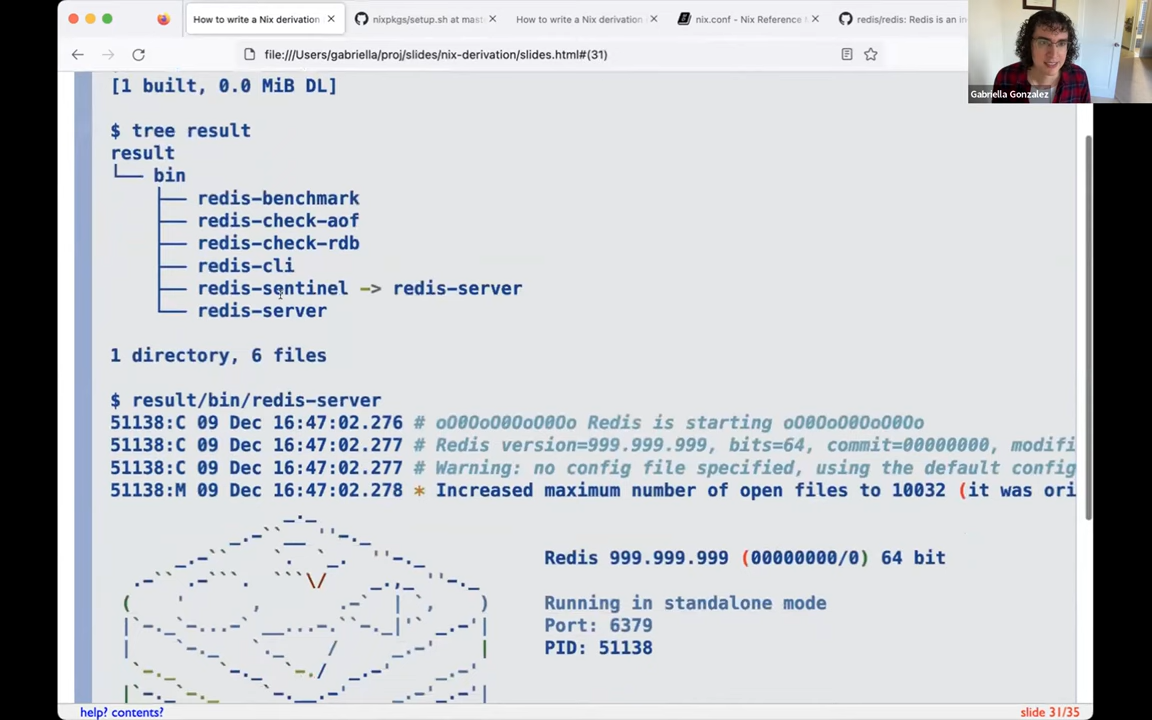 How to write a Nix derivation
nixpkgs/setup.sh at mast
How to write a Nix derivation
nix.conf - Nix Reference
redis/redis: Redis is an in
file:///Users/gabriella/proj/slides/nix-derivation/slides.html#(31)
Gabriella Gonzalez
[1 built, 0.0 MiB DL]
$ tree result
result
└── bin
├── redis-benchmark
├── redis-check-aof
├── redis-check-rdb
├── redis-cli
├── redis-sentinel -> redis-server
└── redis-server
1 directory, 6 files
$ result/bin/redis-server
51138:C 09 Dec 16:47:02.276 # oO0OoO0OoO0Oo Redis is starting oO0OoO0OoO0Oo
51138:C 09 Dec 16:47:02.277 # Redis version=999.999.999, bits=64, commit=00000000, modifi
51138:C 09 Dec 16:47:02.277 # Warning: no config file specified, using the default config
51138:M 09 Dec 16:47:02.278 * Increased maximum number of open files to 10032 (it was ori
Redis 999.999.999 (00000000/0) 64 bit
Running in standalone mode
Port: 6379
PID: 51138
help? contents?
slide 31/35